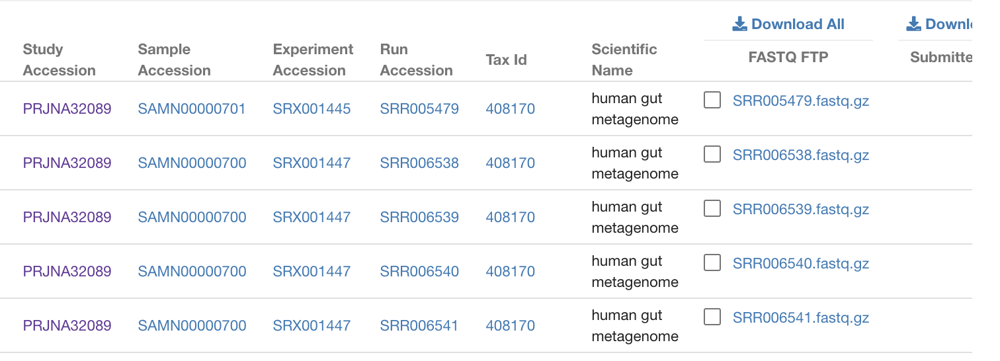 Download All Downl
Study Accession Sample Accession Experiment Accession Run Accession Tax Id Scientific Name FASTQ FTP Submitte
PRJNA32089 SAMN00000701 SRX001445 SRR005479 408170 human gut metagenome SRR005479.fastq.gz
PRJNA32089 SAMN00000700 SRX001447 SRR006538 408170 human gut metagenome SRR006538.fastq.gz
PRJNA32089 SAMN00000700 SRX001447 SRR006539 408170 human gut metagenome SRR006539.fastq.gz
PRJNA32089 SAMN00000700 SRX001447 SRR006540 408170 human gut metagenome SRR006540.fastq.gz
PRJNA32089 SAMN00000700 SRX001447 SRR006541 408170 human gut metagenome SRR006541.fastq.gz